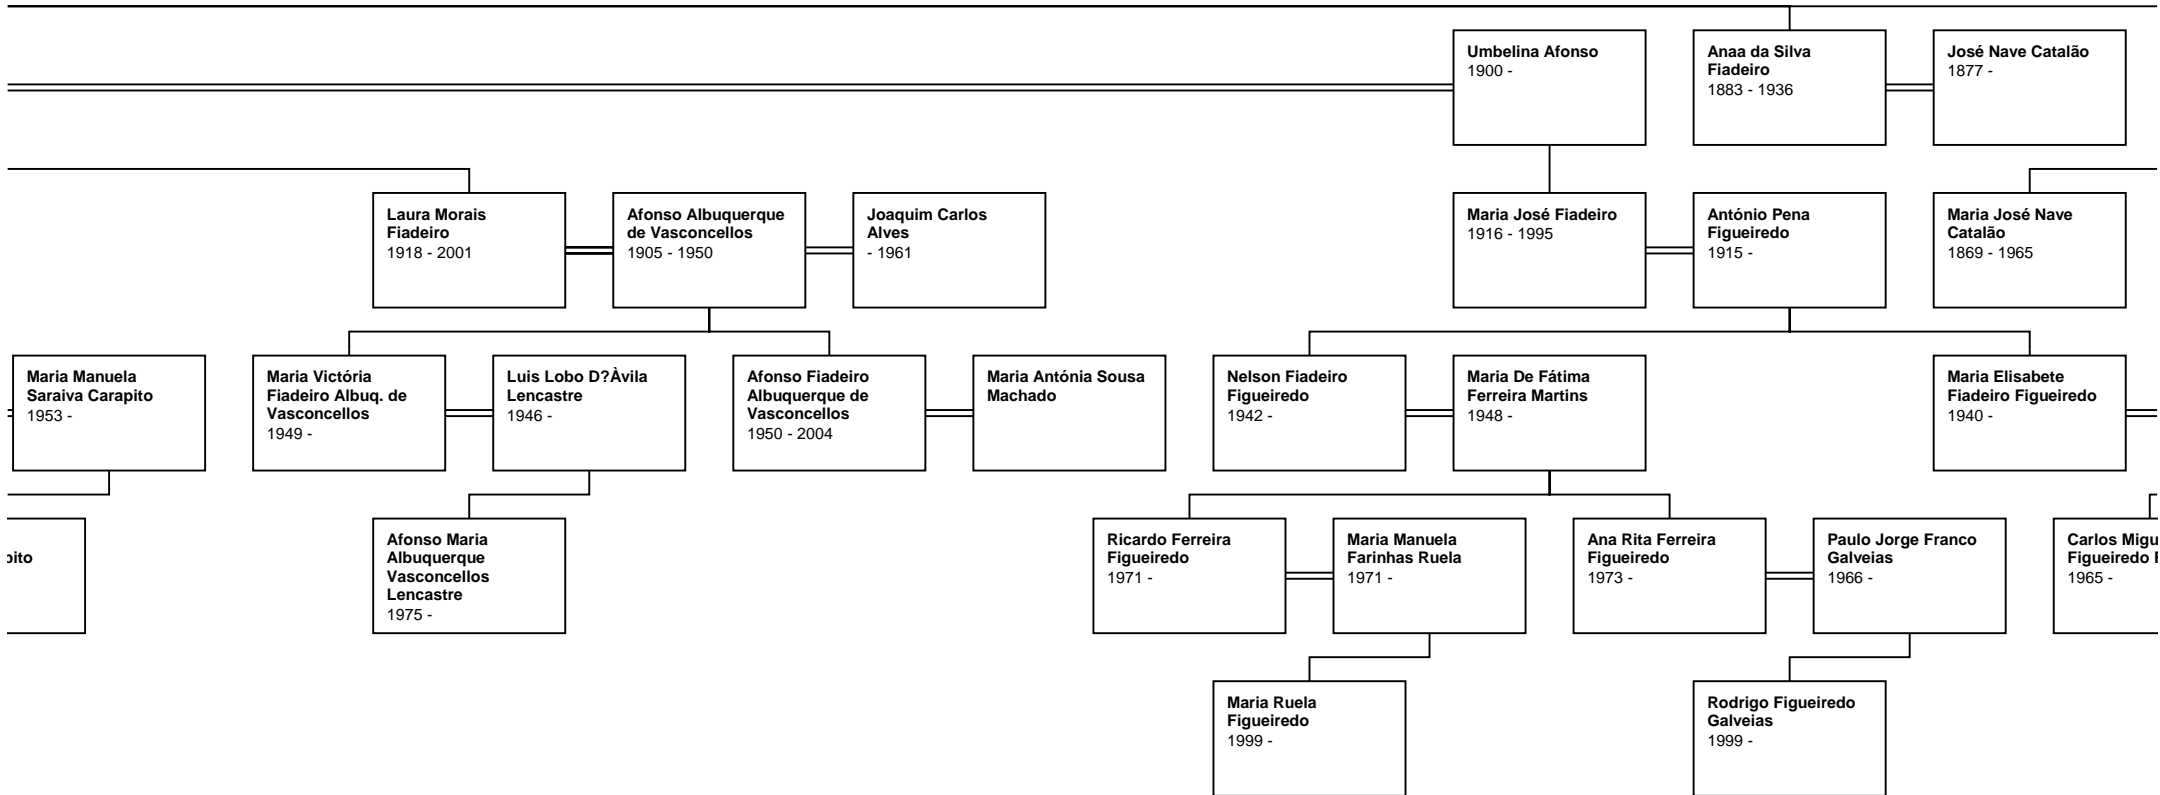 Umbelina Afonso
1900 -
Anaa da Silva
Fiadeiro
1883 - 1936
José Nave Catalão
1877 -
Laura Morais
Fiadeiro
1918 - 2001
Afonso Albuquerque
de Vasconcellos
1905 - 1950
Joaquim Carlos
Alves
- 1961
Maria José Fiadeiro
1916 - 1995
António Pena
Figueiredo
1915 -
Maria José Nave
Catalão
1869 - 1965
Maria Manuela
Saraiva Carapito
1953 -
Maria Victória
Fiadeiro Albuq. de
Vasconcellos
1949 -
Luis Lobo D?Àvila
Lencastre
1946 -
Afonso Fiadeiro
Albuquerque de
Vasconcellos
1950 - 2004
Maria Antónia Sousa
Machado
Nelson Fiadeiro
Figueiredo
1942 -
Maria De Fátima
Ferreira Martins
1948 -
Maria Elisabete
Fiadeiro Figueiredo
1940 -
Afonso Maria
Albuquerque
Vasconcellos
Lencastre
1975 -
Ricardo Ferreira
Figueiredo
1971 -
Maria Manuela
Farinhas Ruela
1971 -
Ana Rita Ferreira
Figueiredo
1973 -
Paulo Jorge Franco
Galveias
1966 -
Carlos
Figueiredo
1965 -
Maria Ruela
Figueiredo
1999 -
Rodrigo Figueiredo
Galveias
1999 -